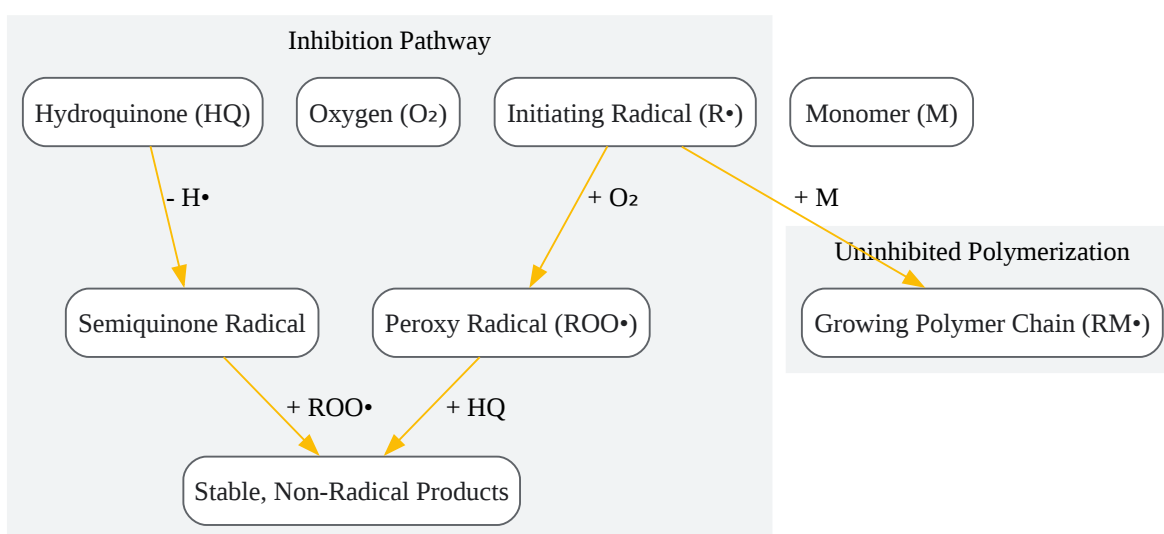 Inhibition Pathway
Hydroquinone (HQ)
Oxygen (O₂)
Initiating Radical (R•)
Monomer (M)
- H•
+ O₂
+ M
Uninhibited Polymerization
Semiquinone Radical
Peroxy Radical (ROO•)
Growing Polymer Chain (RM•)
+ ROO•
+ HQ
Stable, Non-Radical Products